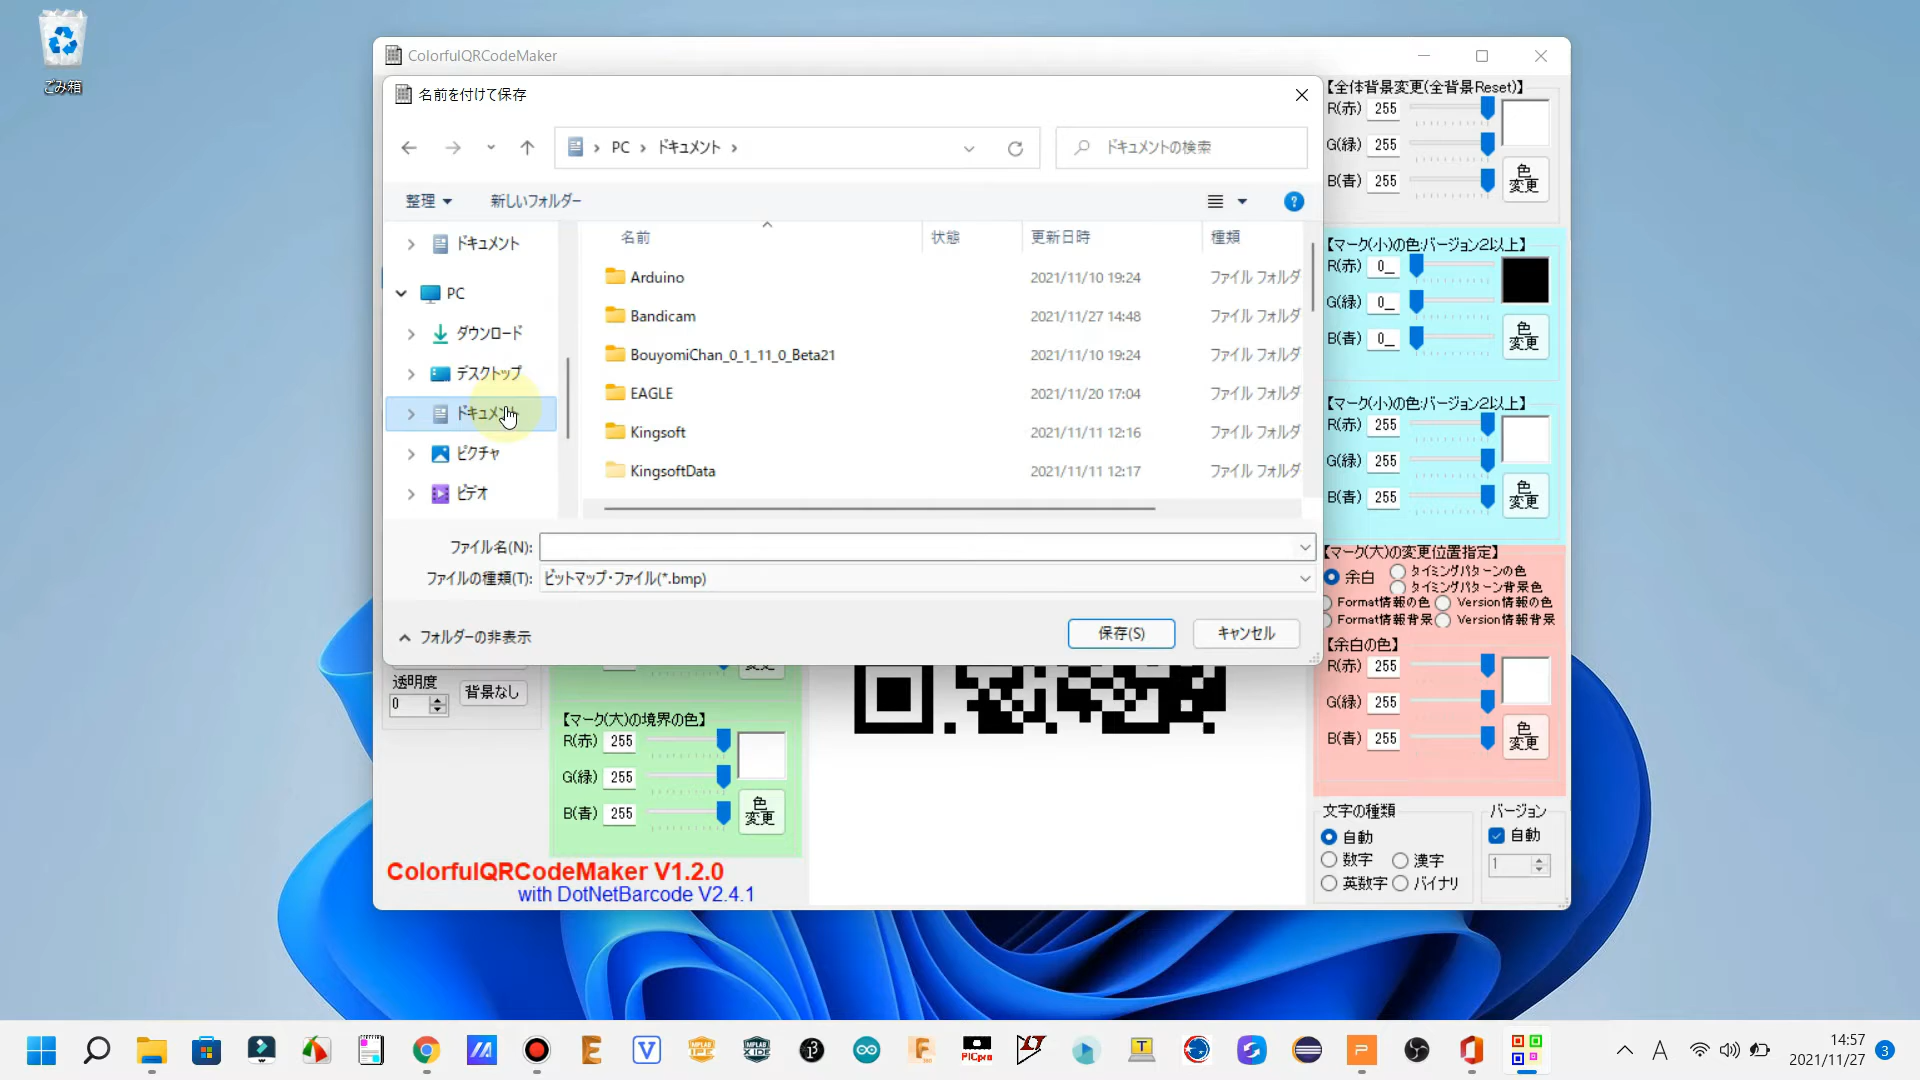 ごみ箱
ColorfulQRCodeMaker
名前を付けて保存
PC
ドキュメント
ドキュメントの検索
整理
新しいフォルダー
名前
状態
更新日時
種類
ドキュメント
PC
ダウンロード
デスクトップ
ドキュメント
ピクチャ
ビデオ
Arduino 2021/11/10 19:24 ファイル フォルダ
Bandicam 2021/11/27 14:48 ファイル フォルダ
BouyomiChan_0_1_11_0_Beta21 2021/11/10 19:24 ファイル フォルダ
EAGLE 2021/11/20 17:04 ファイル フォルダ
Kingsoft 2021/11/11 12:16 ファイル フォルダ
KingsoftData 2021/11/11 12:17 ファイル フォルダ
ファイル名(N):
ファイルの種類(T): ビットマップ・ファイル(*.bmp)
フォルダーの非表示
保存(S)
キャンセル
【全体背景変更(全背景Reset)】
R(赤) 255
G(緑) 255
B(青) 255
色
変更
【マーク(小)の色:バージョン2以上】
R(赤) 0_
G(緑) 0_
B(青) 0_
色
変更
【マーク(小)の色:バージョン2以上】
R(赤) 255
G(緑) 255
B(青) 255
色
変更
【マーク(大)の変更位置指定】
余白
タイミングパターンの色
タイミングパターン背景色
Format情報の色 Version情報の色
Format情報背景 Version情報背景
【余白の色】
R(赤) 255
G(緑) 255
B(青) 255
色
変更
透明度
0
背景なし
変更
【マーク(大)の境界の色】
R(赤) 255
G(緑) 255
B(青) 255
色
変更
文字の種類
自動
数字 漢字
英数字 バイナリ
バージョン
自動
1
ColorfulQRCodeMaker V1.2.0
with DotNetBarcode V2.4.1
A
14:57
2021/11/27
3